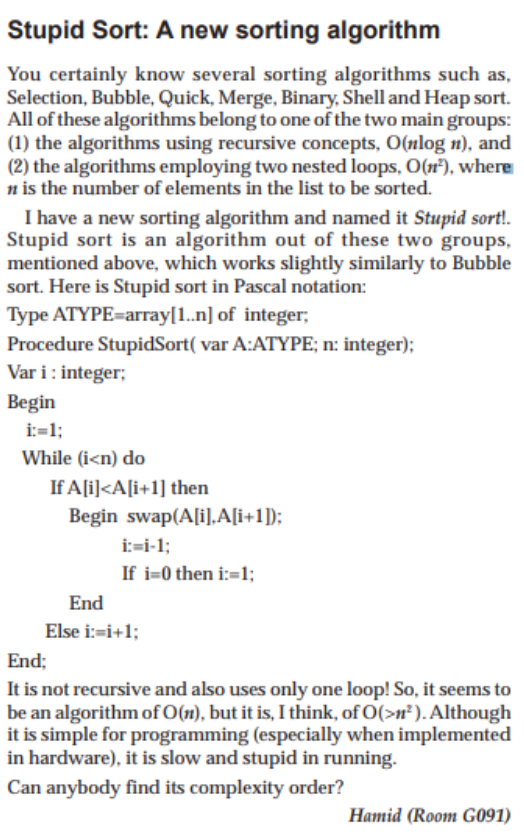 Stupid Sort: A new sorting algorithm
You certainly know several sorting algorithms such as,
Selection, Bubble, Quick, Merge, Binary, Shell and Heap sort.
All of these algorithms belong to one of the two main groups:
(1) the algorithms using recursive concepts, O(nlog n), and
(2) the algorithms employing two nested loops, O(n²), where
n is the number of elements in the list to be sorted.
I have a new sorting algorithm and named it Stupid sort!.
Stupid sort is an algorithm out of these two groups,
mentioned above, which works slightly similarly to Bubble
sort. Here is Stupid sort in Pascal notation:
Type ATYPE=array[1..n] of integer;
Procedure StupidSort( var A:ATYPE; n: integer);
Var i : integer;
Begin
i:=1;
While (i<n) do
If A[i]<A[i+1] then
Begin swap(A[i],A[i+1]);
i:=i-1;
If i=0 then i:=1;
End
Else i:=i+1;
End;
It is not recursive and also uses only one loop! So, it seems to
be an algorithm of O(n), but it is, I think, of O(>n² ). Although
it is simple for programming (especially when implemented
in hardware), it is slow and stupid in running.
Can anybody find its complexity order?
Hamid (Room G091)